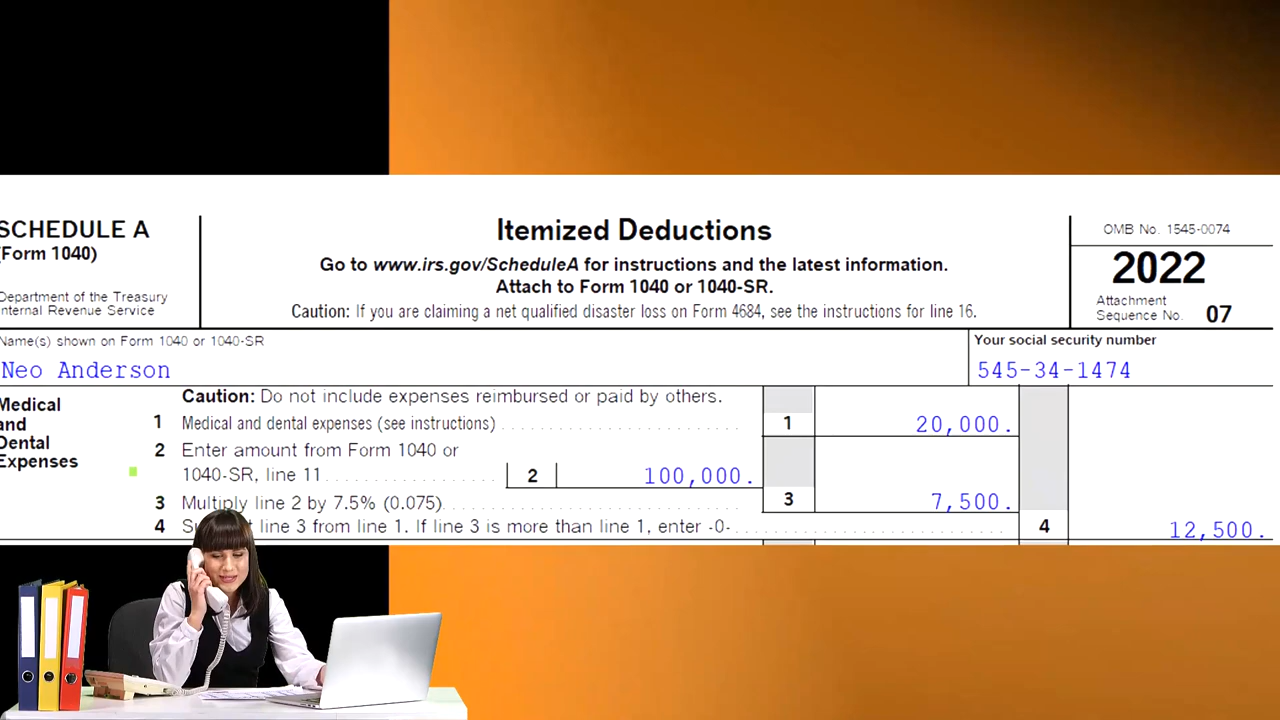 SCHEDULE A
(Form 1040)
Department of the Treasury
Internal Revenue Service
Itemized Deductions
Go to www.irs.gov/ScheduleA for instructions and the latest information.
Attach to Form 1040 or 1040-SR.
Caution: If you are claiming a net qualified disaster loss on Form 4684, see the instructions for line 16.
OMB No. 1545-0074
2022
Attachment
Sequence No. 07
Name(s) shown on Form 1040 or 1040-SR
Neo Anderson
Your social security number
545-34-1474
Medical
and
Dental
Expenses
Caution: Do not include expenses reimbursed or paid by others.
1 Medical and dental expenses (see instructions) 1 20,000.
2 Enter amount from Form 1040 or
1040-SR, line 11 2 100,000.
3 Multiply line 2 by 7.5% (0.075) 3 7,500.
4 line 3 from line 1. If line 3 is more than line 1, enter -0- 4 12,500.